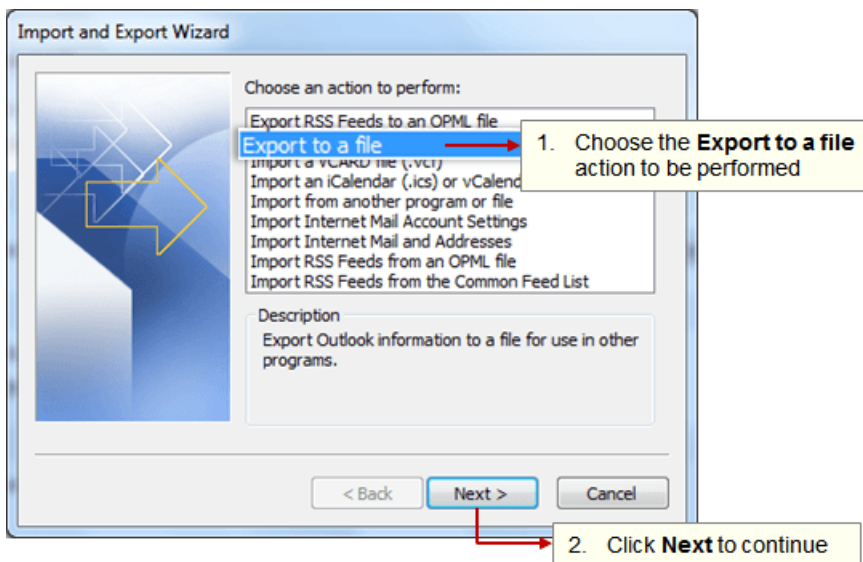 Import and Export Wizard
Choose an action to perform:
Export RSS Feeds to an OPML file
Export to a file
Import a VCARD file (.vcf)
Import an iCalendar (.ics) or vCalend
Import from another program or file
Import Internet Mail Account Settings
Import Internet Mail and Addresses
Import RSS Feeds from an OPML file
Import RSS Feeds from the Common Feed List
1. Choose the Export to a file
action to be performed
Description
Export Outlook information to a file for use in other
programs.
< Back Next > Cancel
2. Click Next to continue